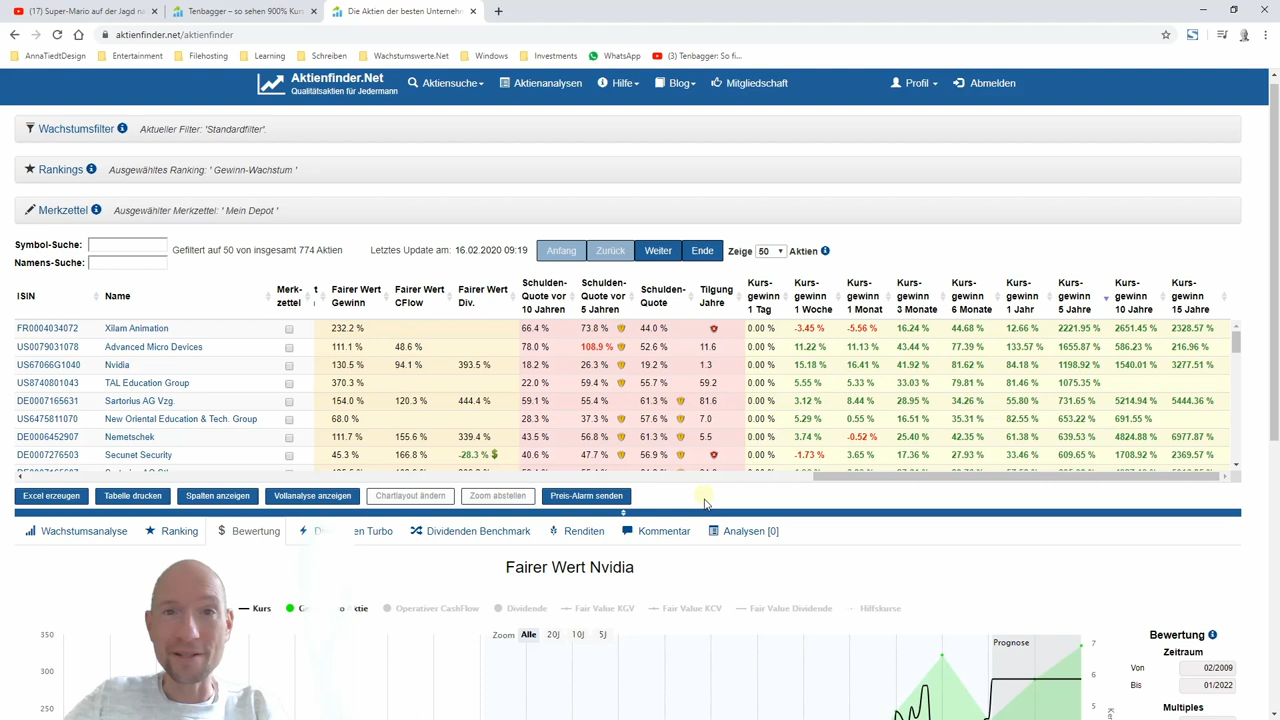 (17) Super-Mario auf der Jagd na
Tenbagger – so sehen 900% Kurs
Die Aktien der besten Unternehm
aktienfinder.net/aktienfinder
AnnaTiedtDesign Entertainment Filehosting Learning Schreiben Wachstumswerte.Net Windows Investments WhatsApp (3) Tenbagger: So fi...
Aktienfinder.Net
Qualitätsaktien für Jedermann
Aktiensuche Aktienanalysen Hilfe Blog Mitgliedschaft Profil Abmelden
Wachstumsfilter Aktueller Filter: 'Standardfilter'.
Rankings Ausgewähltes Ranking: ' Gewinn-Wachstum '
Merkzettel Ausgewählter Merkzettel: ' Mein Depot '
Symbol-Suche:
Namens-Suche:
Gefiltert auf 50 von insgesamt 774 Aktien Letztes Update am: 16.02.2020 09:19 Anfang Zurück Weiter Ende Zeige 50 Aktien
ISIN Name Merk-zettel Fairer Wert Gewinn Fairer Wert CFlow Fairer Wert Div. Schulden-Quote vor 10 Jahren Schulden-Quote vor 5 Jahren Schulden-Quote Tilgung Jahre Kurs-gewinn 1 Tag Kurs-gewinn 1 Woche Kurs-gewinn 1 Monat Kurs-gewinn 3 Monate Kurs-gewinn 6 Monate Kurs-gewinn 1 Jahr Kurs-gewinn 5 Jahre Kurs-gewinn 10 Jahre Kurs-gewinn 15 Jahre
FR0004034072 Xilam Animation 232.2 % 66.4 % 73.8 % 44.0 % 0.00 % -3.45 % -5.56 % 16.24 % 44.68 % 12.66 % 2221.95 % 2651.45 % 2328.57 %
US0079031078 Advanced Micro Devices 111.1 % 48.6 % 78.0 % 108.9 % 52.6 % 11.6 0.00 % 11.22 % 11.13 % 43.44 % 77.39 % 133.57 % 1655.87 % 586.23 % 216.96 %
US67066G1040 Nvidia 130.5 % 94.1 % 393.5 % 18.2 % 26.3 % 19.2 % 1.3 0.00 % 15.18 % 16.41 % 41.92 % 81.62 % 84.18 % 1198.92 % 1540.01 % 3277.51 %
US8740801043 TAL Education Group 370.3 % 22.0 % 59.4 % 55.7 % 59.2 0.00 % 5.55 % 5.33 % 33.03 % 79.81 % 81.46 % 1075.35 %
DE0007165631 Sartorius AG Vzg. 154.0 % 120.3 % 444.4 % 59.1 % 55.4 % 61.3 % 81.6 0.00 % 3.12 % 8.44 % 28.95 % 34.26 % 55.80 % 731.65 % 5214.94 % 5444.36 %
US6475811070 New Oriental Education & Tech. Group 68.0 % 28.3 % 37.3 % 57.6 % 7.0 0.00 % 5.29 % 0.55 % 16.51 % 35.31 % 82.55 % 653.22 % 691.55 %
DE0006452907 Nemetschek 111.7 % 155.6 % 339.4 % 43.5 % 56.8 % 61.3 % 5.5 0.00 % 3.74 % -0.52 % 25.40 % 42.35 % 61.38 % 639.53 % 4824.88 % 6977.87 %
DE0007276503 Secunet Security 45.3 % 166.8 % -28.3 % 40.6 % 47.7 % 56.9 % 0.00 % -1.73 % 3.65 % 17.36 % 27.93 % 33.06 % 609.65 % 1708.92 % 2369.57 %
Excel erzeugen Tabelle drucken Spalten anzeigen Vollanalyse anzeigen Chartlayout ändern Zoom abstellen Preis-Alarm senden
Wachstumsanalyse Ranking Bewertung en Turbo Dividenden Benchmark Renditen Kommentar Analysen [0]
Fairer Wert Nvidia
Kurs Operativer CashFlow Dividende Fair Value KGV Fair Value KCV Fair Value Dividende Hilfskurse
Zoom Alle 20J 10J 5J
350
300
250
Prognose
7
6
5
Bewertung
Zeitraum
Von 02/2009
Bis 01/2022
Multiples